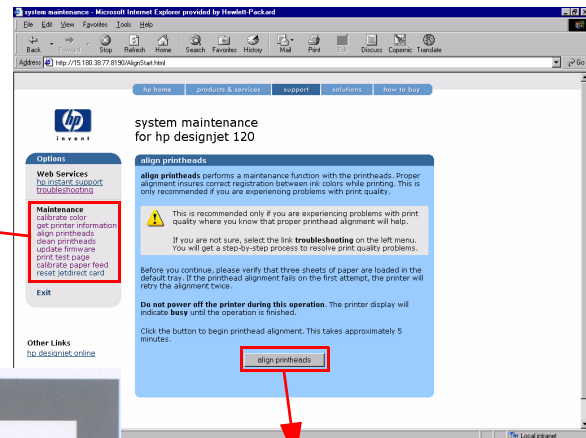 system maintenance - Microsoft Internet Explorer provided by Hewlett-Packard
File Edit View Favorites Tools Help
Back Forward Stop Refresh Home Search Favorites History Mail Print Edit Discuss Copernic Translate
Address http://15.180.38.77:8190/AlignStart.html Go
hp home products & services support solutions how to buy
hp
invent
system maintenance
for hp designjet 120
Options
Web Services
hp instant support
troubleshooting
Maintenance
calibrate color
get printer information
align printheads
clean printheads
update firmware
print test page
calibrate paper feed
reset jetdirect card
Exit
Other Links
hp designjet online
align printheads
align printheads performs a maintenance function with the printheads. Proper
alignment insures correct registration between ink colors while printing. This is
only recommended if you are experiencing problems with print quality.
This is recommended only if you are experiencing problems with print
quality where you know that proper printhead alignment will help.
If you are not sure, select the link troubleshooting on the left menu.
You will get a step-by-step process to resolve print quality problems.
Before you continue, please verify that three sheets of paper are loaded in the
default tray. If the printhead alignment fails on the first attempt, the printer will
retry the alignment twice.
Do not power off the printer during this operation. The printer display will
indicate busy until the operation is finished.
Click the button to begin printhead alignment. This takes approximately 5
minutes.
align printheads
Local intranet